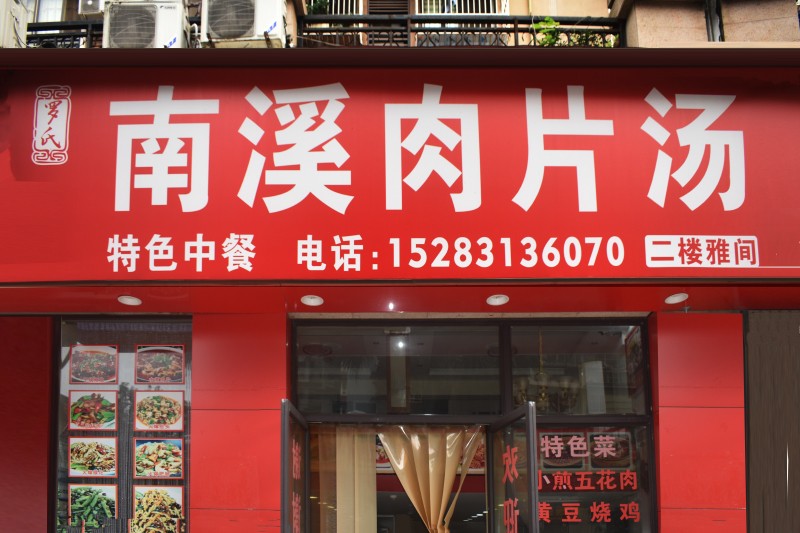 罗氏
南溪肉片汤
特色中餐 电话:15283136070 二楼雅间
特色菜
小煎五花肉
黄豆烧鸡